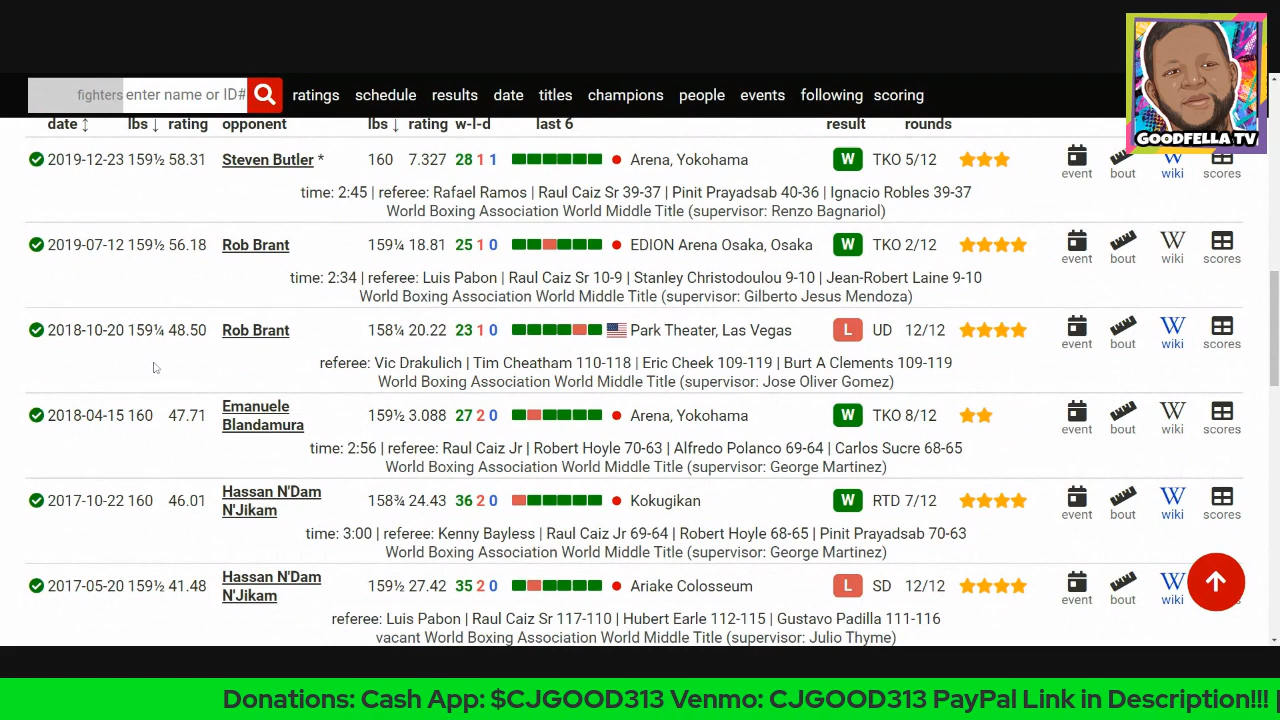 GOODFELLA TV
fighters enter name or ID# ratings schedule results date titles champions people events following scoring
date lbs rating opponent lbs rating w-l-d last 6 result rounds
2019-12-23 159½ 58.31 Steven Butler * 160 7.327 28 1 1 Arena, Yokohama W TKO 5/12 event bout wiki scores
time: 2:45 | referee: Rafael Ramos | Raul Caiz Sr 39-37 | Pinit Prayadsab 40-36 | Ignacio Robles 39-37
World Boxing Association World Middle Title (supervisor: Renzo Bagnariol)
2019-07-12 159½ 56.18 Rob Brant 159¼ 18.81 25 1 0 EDION Arena Osaka, Osaka W TKO 2/12 event bout wiki scores
time: 2:34 | referee: Luis Pabon | Raul Caiz Sr 10-9 | Stanley Christodoulou 9-10 | Jean-Robert Laine 9-10
World Boxing Association World Middle Title (supervisor: Gilberto Jesus Mendoza)
2018-10-20 159¼ 48.50 Rob Brant 158¼ 20.22 23 1 0 Park Theater, Las Vegas L UD 12/12 event bout wiki scores
referee: Vic Drakulich | Tim Cheatham 110-118 | Eric Cheek 109-119 | Burt A Clements 109-119
World Boxing Association World Middle Title (supervisor: Jose Oliver Gomez)
2018-04-15 160 47.71 Emanuele Blandamura 159½ 3.088 27 2 0 Arena, Yokohama W TKO 8/12 event bout wiki scores
time: 2:56 | referee: Raul Caiz Jr | Robert Hoyle 70-63 | Alfredo Polanco 69-64 | Carlos Sucre 68-65
World Boxing Association World Middle Title (supervisor: George Martinez)
2017-10-22 160 46.01 Hassan N'Dam N'Jikam 158¾ 24.43 36 2 0 Kokugikan W RTD 7/12 event bout wiki scores
time: 3:00 | referee: Kenny Bayless | Raul Caiz Jr 69-64 | Robert Hoyle 68-65 | Pinit Prayadsab 70-63
World Boxing Association World Middle Title (supervisor: George Martinez)
2017-05-20 159½ 41.48 Hassan N'Dam N'Jikam 159½ 27.42 35 2 0 Ariake Colosseum L SD 12/12 event bout wiki
referee: Luis Pabon | Raul Caiz Sr 117-110 | Hubert Earle 112-115 | Gustavo Padilla 111-116
vacant World Boxing Association World Middle Title (supervisor: Julio Thyme)
Donations: Cash App: $CJGOOD313 Venmo: CJGOOD313 PayPal Link in Description!!!